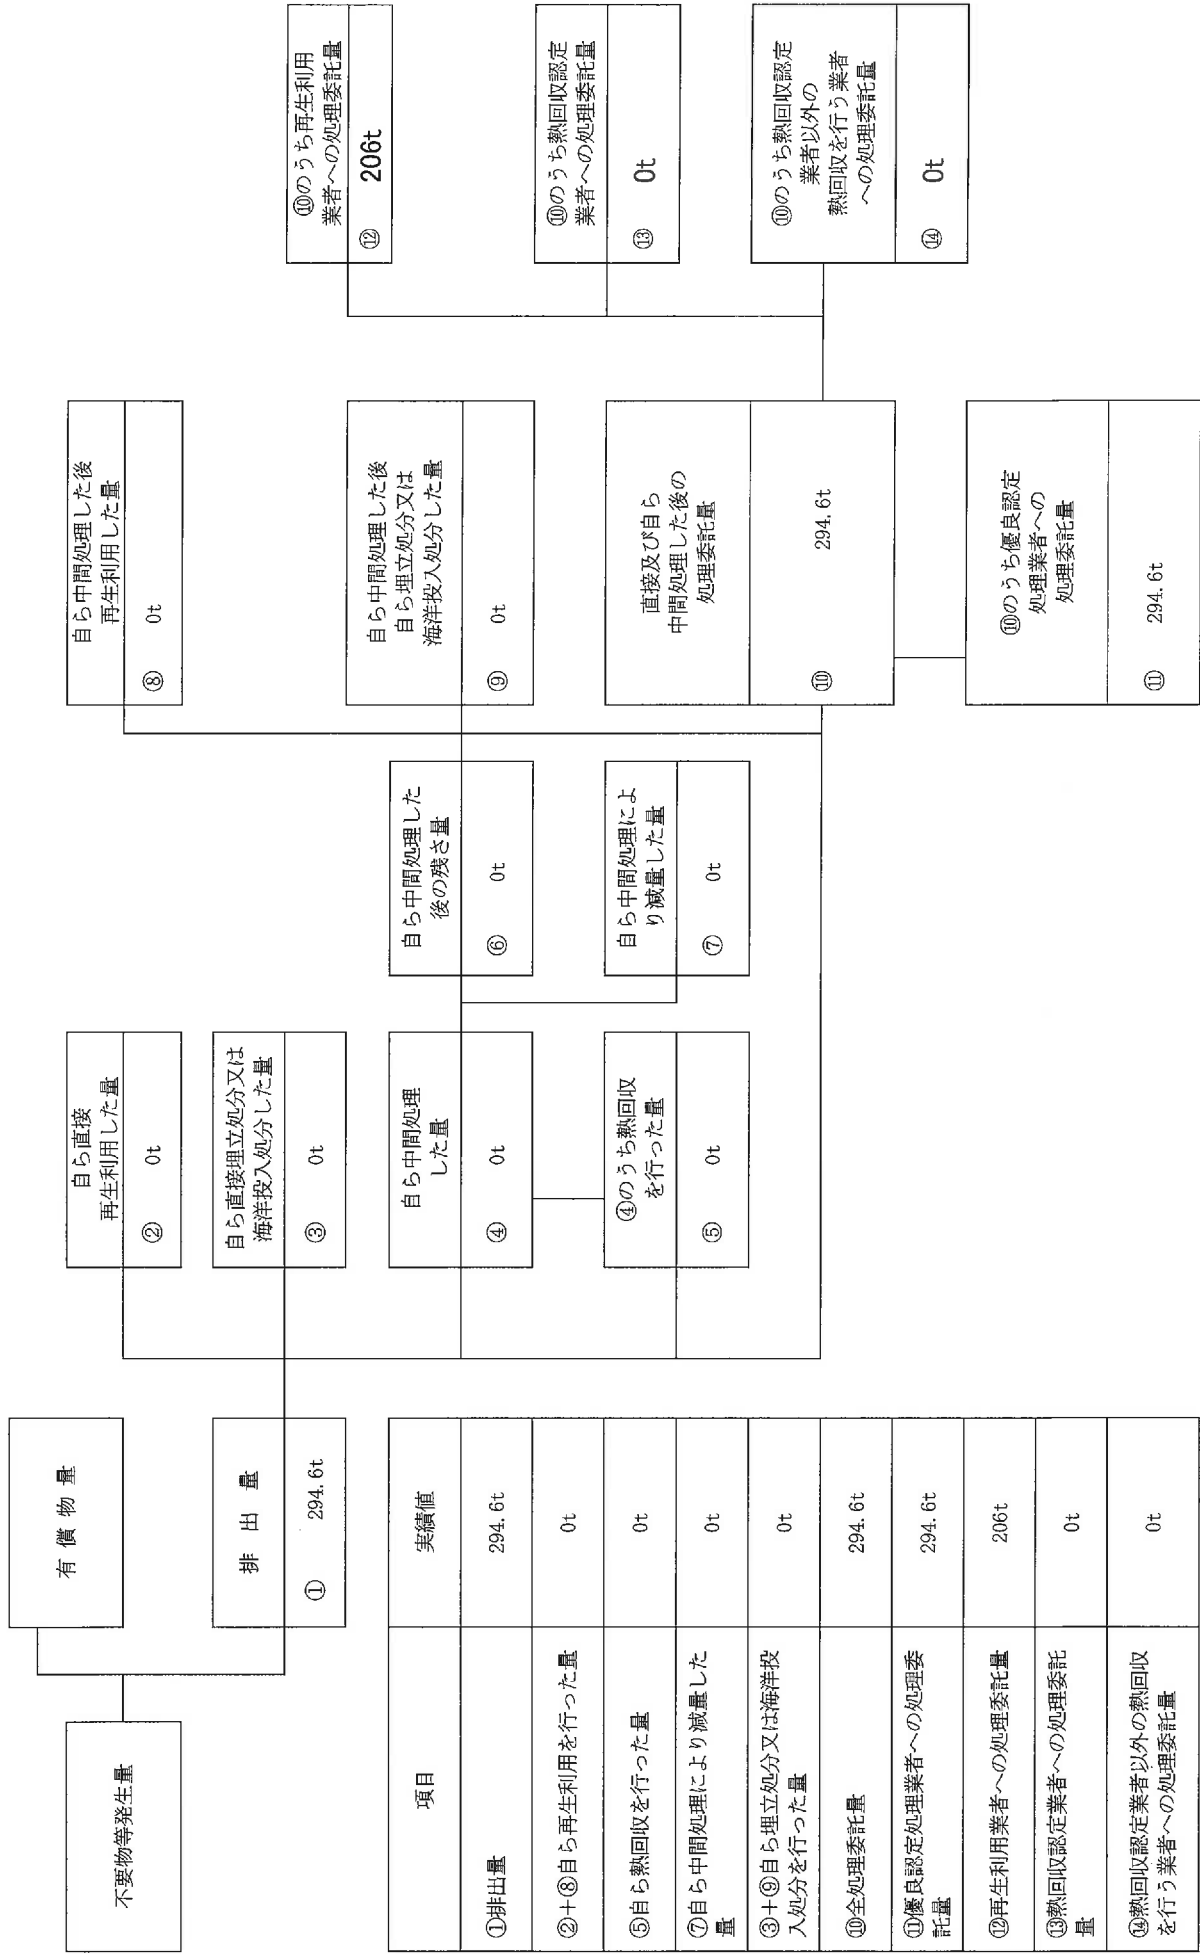 不要物等発生量
有償物量
排出量
① 294.6t
自ら直接
再生利用した量
② 0t
自ら直接埋立処分又は
海洋投入処分した量
③ 0t
自ら中間処理
した量
④ 0t
④のうち熱回収
を行った量
⑤ 0t
自ら中間処理した
後の残さ量
⑥ 0t
自ら中間処理によ
り減量した量
⑦ 0t
自ら中間処理した後
再生利用した量
⑧ 0t
自ら中間処理した後
自ら埋立処分又は
海洋投入処分した量
⑨ 0t
直接及び自ら
中間処理した後の
処理委託量
⑩ 294.6t
⑩のうち優良認定
処理業者への
処理委託量
⑪ 294.6t
⑩のうち再生利用
業者への処理委託量
⑫ 206t
⑩のうち熱回収認定
業者への処理委託量
⑬ 0t
⑩のうち熱回収認定
業者以外の
熱回収を行う業者
への処理委託量
⑭ 0t
項目 実績値
①排出量 294.6t
②+⑧自ら再生利用を行った量 0t
⑤自ら熱回収を行った量 0t
⑦自ら中間処理により減量した
量 0t
③+⑨自ら埋立処分又は海洋投
入処分を行った量 0t
⑩全処理委託量 294.6t
⑪優良認定処理業者への処理委
託量 294.6t
⑫再生利用業者への処理委託量 206t
⑬熱回収認定業者への処理委託
量 0t
⑭熱回収認定業者以外の熱回収
を行う業者への処理委託量 0t